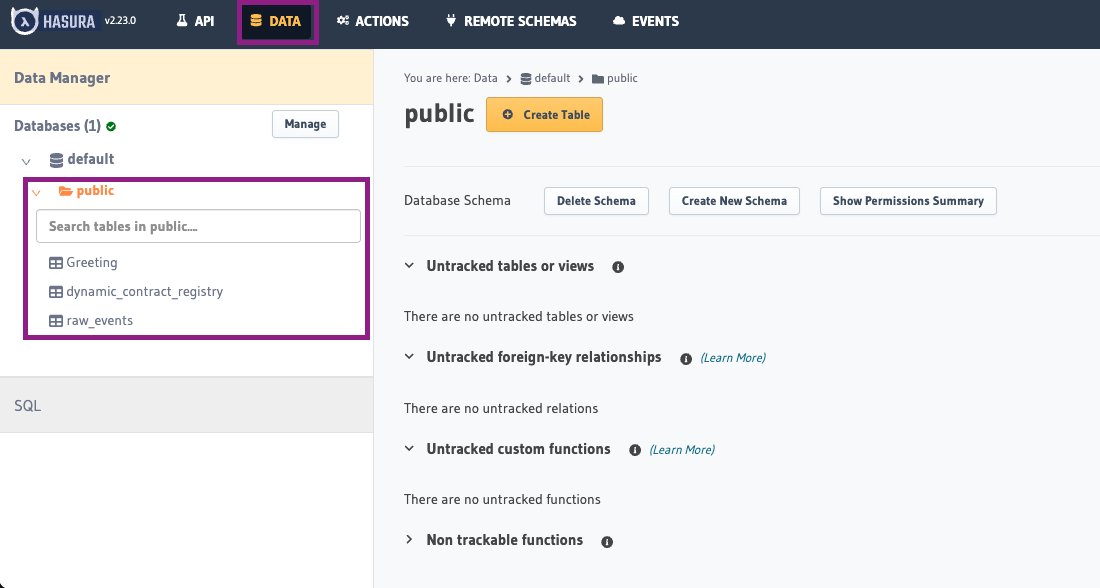 HASURA v2.23.0 API DATA ACTIONS REMOTE SCHEMAS EVENTS
Data Manager
Databases (1) Manage
default
public
Search tables in public....
Greeting
dynamic_contract_registry
raw_events
SQL
You are here: Data > default > public
public Create Table
Database Schema Delete Schema Create New Schema Show Permissions Summary
Untracked tables or views
There are no untracked tables or views
Untracked foreign-key relationships (Learn More)
There are no untracked relations
Untracked custom functions (Learn More)
There are no untracked functions
Non trackable functions